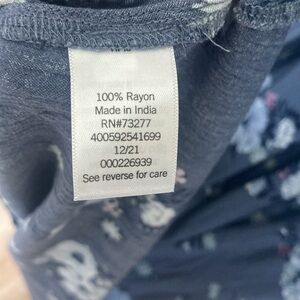 100% Rayon
Made in India
RN#73277
400592541699
12/21
000226939
See reverse for care